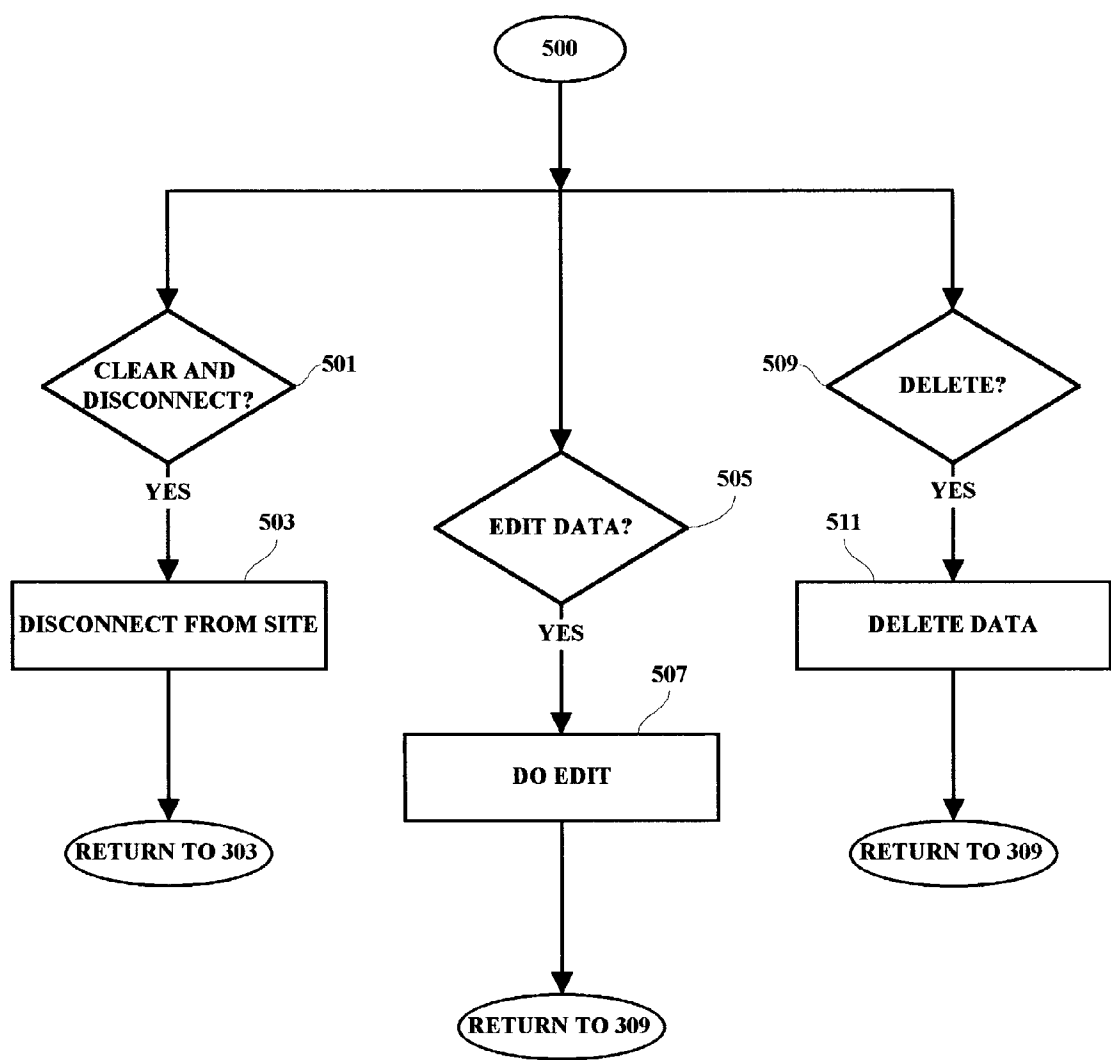 500
CLEAR AND
DISCONNECT?
501
509
DELETE?
YES
505
EDIT DATA?
YES
503
511
DISCONNECT FROM SITE
DELETE DATA
YES
507
DO EDIT
RETURN TO 303
RETURN TO 309
RETURN TO 309